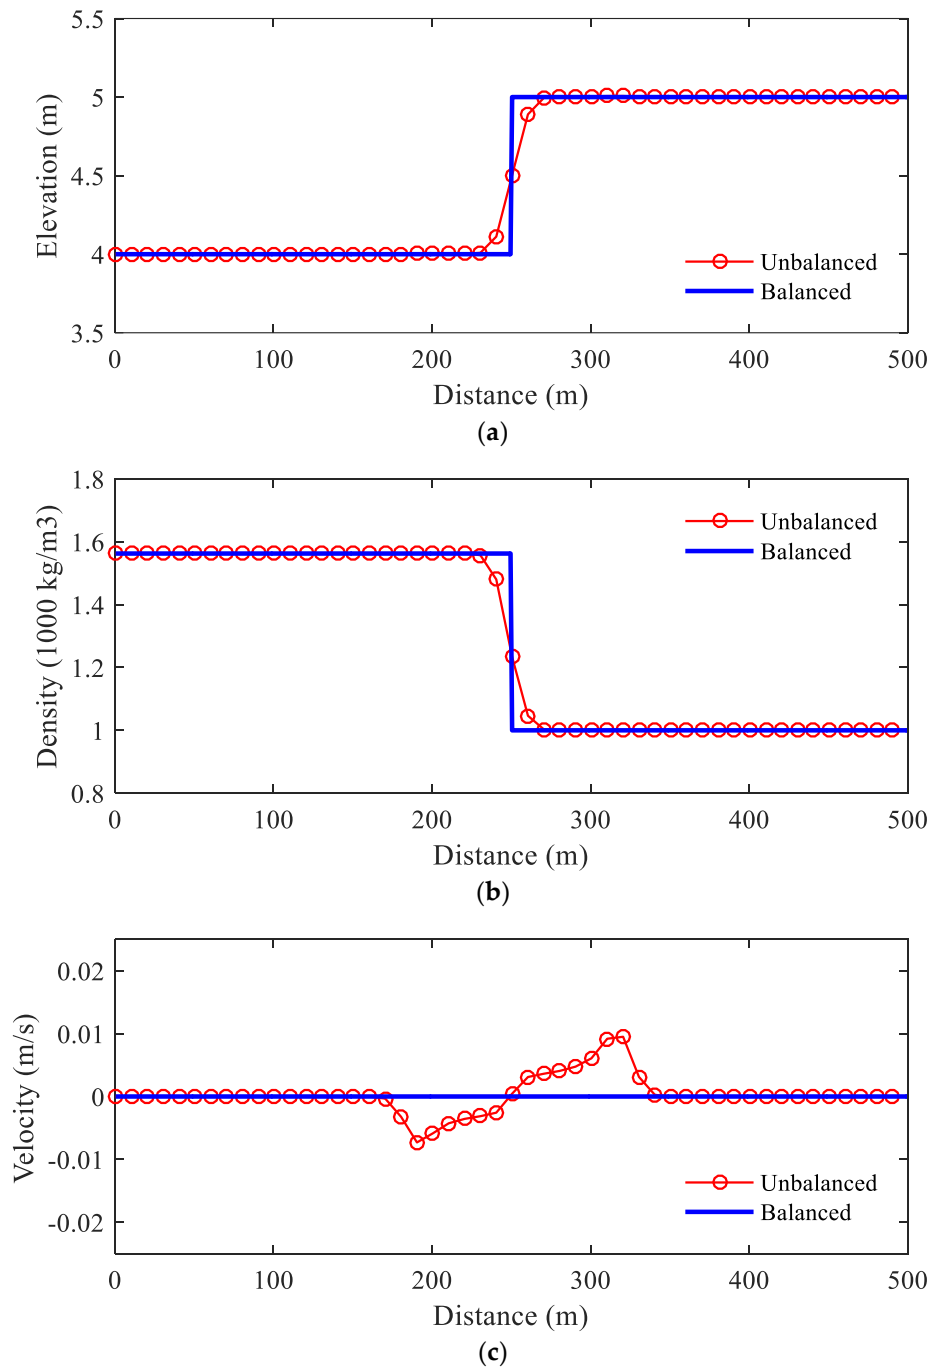 5.5
5
4.5
4
3.5
Elevation (m)
Unbalanced
Balanced
0 100 200 300 400 500
Distance (m)
(a)
1.8
1.6
1.4
1.2
1
0.8
Density (1000 kg/m3)
Unbalanced
Balanced
0 100 200 300 400 500
Distance (m)
(b)
0.02
0.01
0
-0.01
-0.02
Velocity (m/s)
Unbalanced
Balanced
0 100 200 300 400 500
Distance (m)
(c)